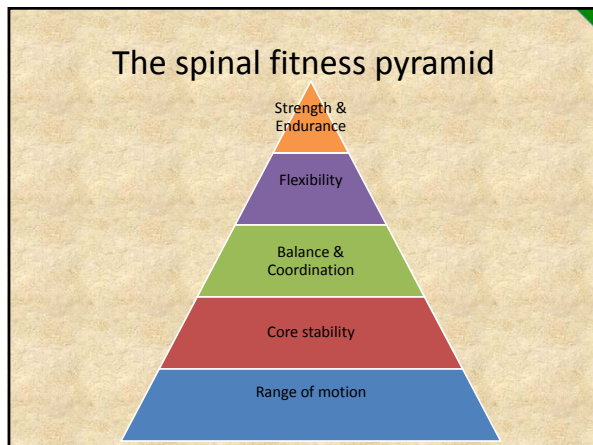 The spinal fitness pyramid
Strength &
Endurance
Flexibility
Balance &
Coordination
Core stability
Range of motion